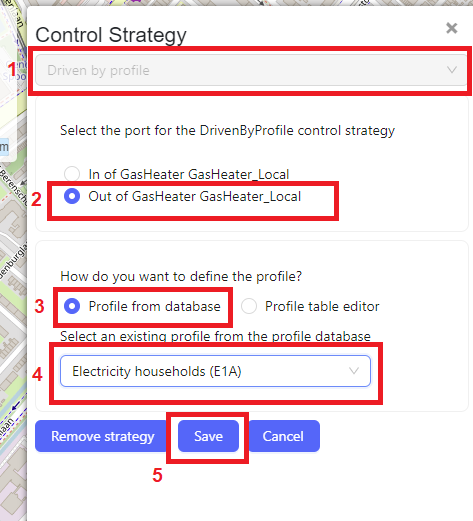 Control Strategy
1
Driven by profile
m
Select the port for the DrivenByProfile control strategy
In of GasHeater GasHeater_Local
2
Out of GasHeater GasHeater_Local
How do you want to define the profile?
3
Profile from database
Profile table editor
Select an existing profile from the profile database
4
Electricity households (E1A)
Remove strategy
Save
Cancel
5